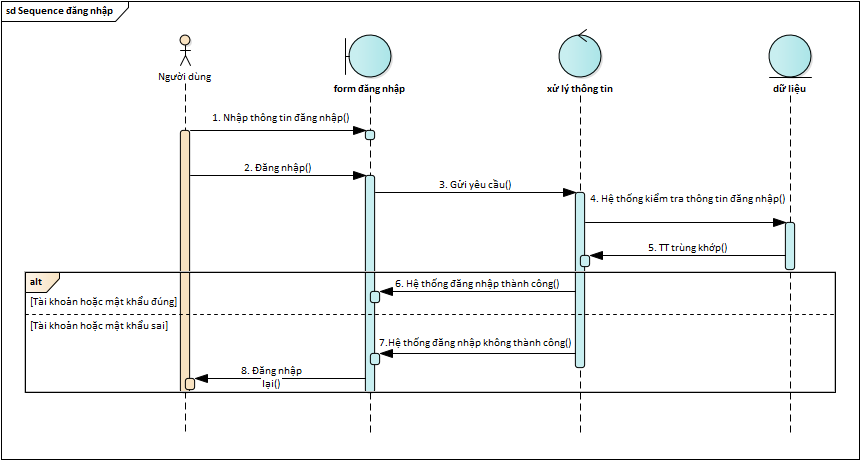 sd Sequence đăng nhập
Người dùng
form đăng nhập
xử lý thông tin
dữ liệu
1. Nhập thông tin đăng nhập()
2. Đăng nhập()
3. Gửi yêu cầu()
4. Hệ thống kiểm tra thông tin đăng nhập()
5. TT trùng khớp()
alt
6. Hệ thống đăng nhập thành công()
[Tài khoản hoặc mật khẩu đúng]
[Tài khoản hoặc mật khẩu sai]
7.Hệ thống đăng nhập không thành công()
8. Đăng nhập
lại()